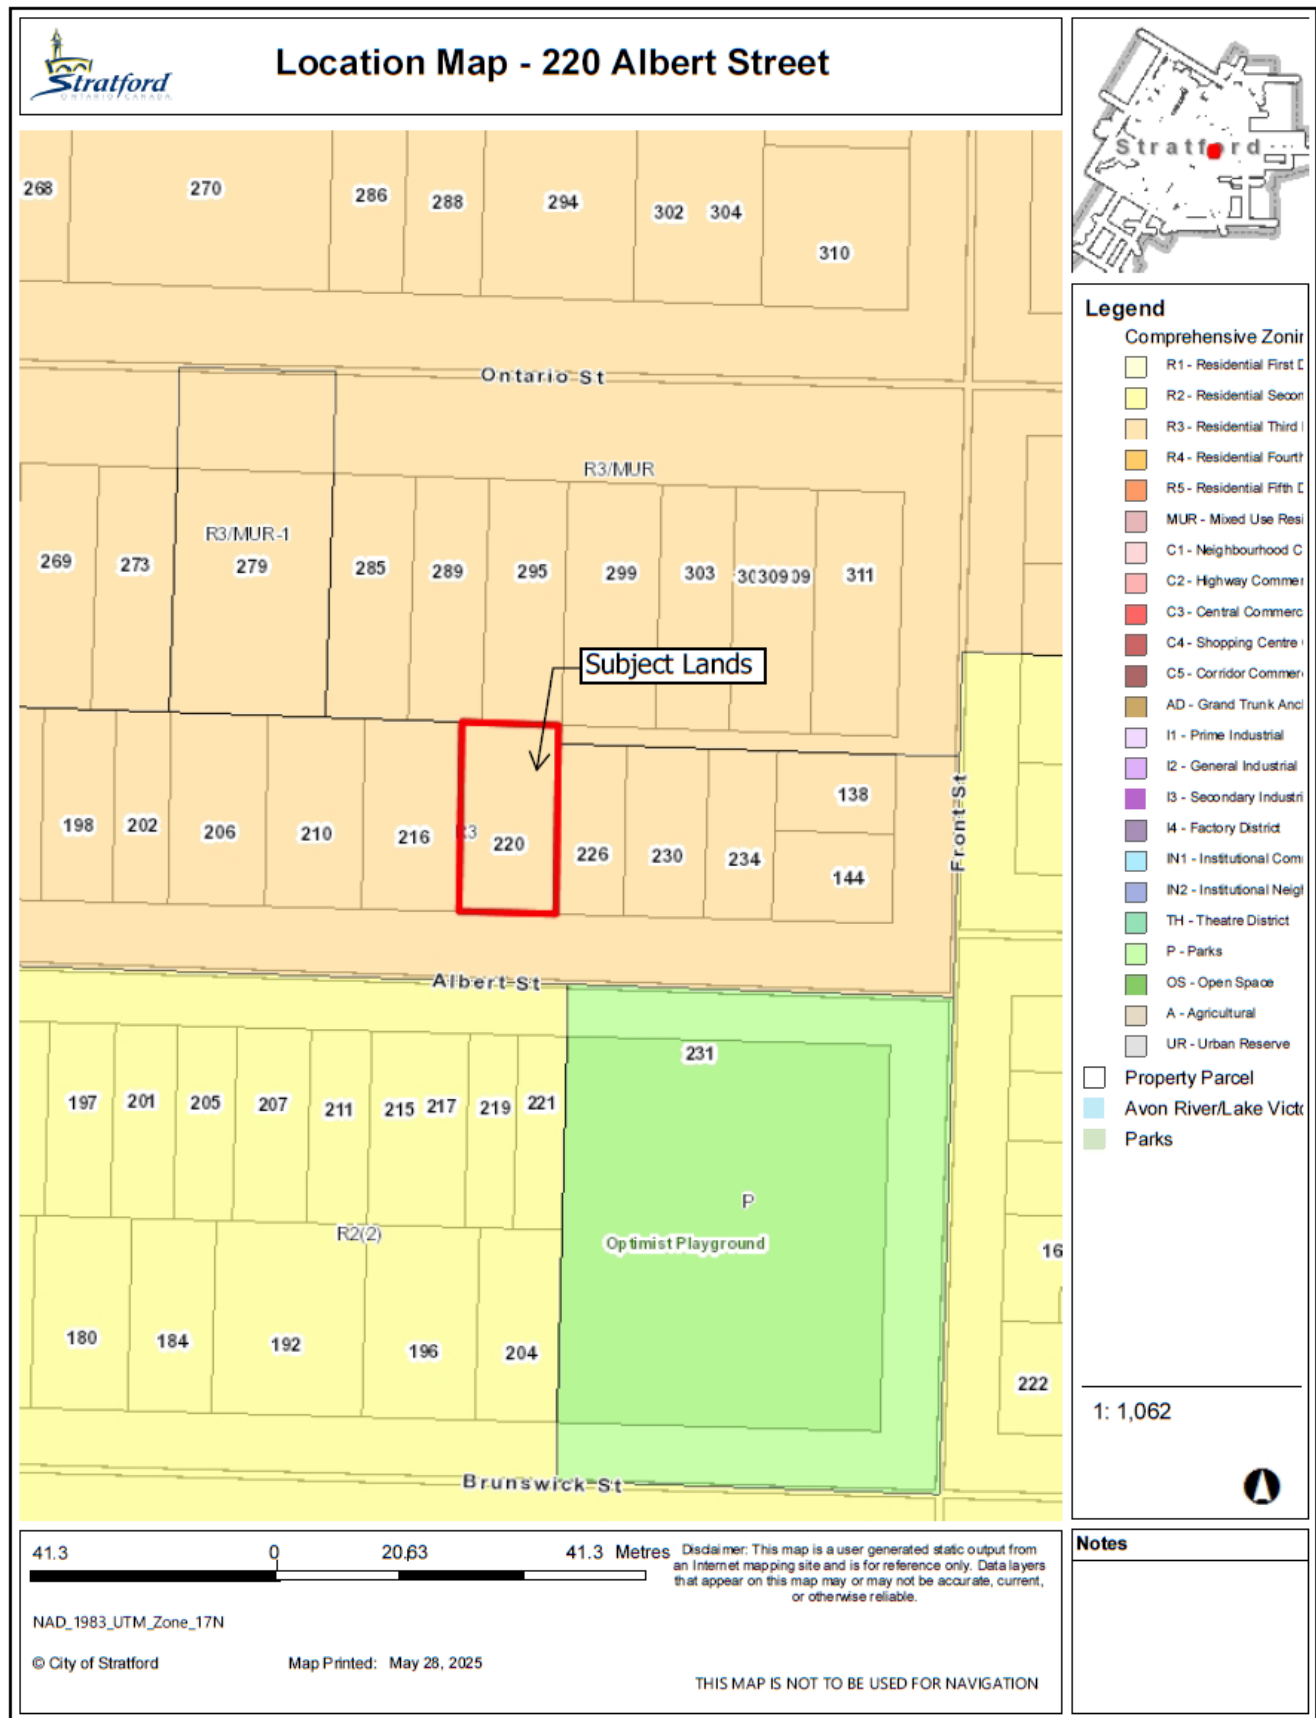 Stratford
ONTARIO CANADA
Location Map - 220 Albert Street
268
270
286
288
294
302
304
310
Ontario St
R3/MUR
R3/MUR-1
269
273
279
285
289
295
299
303
309
311
Subject Lands
198
202
206
210
216
R3
220
226
230
234
138
144
Front St
Albert St
231
197
201
205
207
211
215
217
219
221
P
Optimist Playground
R2(2)
180
184
192
196
204
16
222
Brunswick St
Stratford
Legend
Comprehensive Zonin
R1 - Residential First D
R2 - Residential Secon
R3 - Residential Third
R4 - Residential Fourth
R5 - Residential Fifth D
MUR - Mixed Use Resi
C1 - Neighbourhood C
C2 - Highway Commer
C3 - Central Commerc
C4 - Shopping Centre
C5 - Corridor Commer
AD - Grand Trunk Anc
I1 - Prime Industrial
I2 - General Industrial
I3 - Secondary Industri
I4 - Factory District
IN1 - Institutional Com
IN2 - Institutional Neigh
TH - Theatre District
P - Parks
OS - Open Space
A - Agricultural
UR - Urban Reserve
Property Parcel
Avon River/Lake Victo
Parks
1: 1,062
41.3 0 20.63 41.3 Metres
NAD_1983_UTM_Zone_17N
© City of Stratford Map Printed: May 28, 2025
Disclaimer: This map is a user generated static output from
an Internet mapping site and is for reference only. Data layers
that appear on this map may or may not be accurate, current,
or otherwise reliable.
THIS MAP IS NOT TO BE USED FOR NAVIGATION
Notes